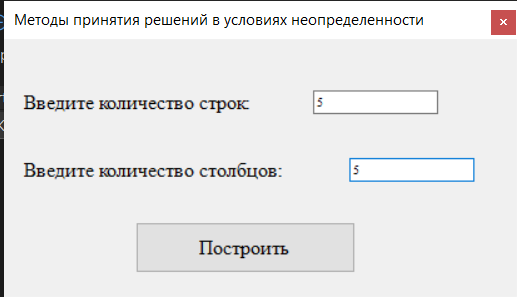 Методы принятия решений в условиях неопределенности
Введите количество строк: 5
Введите количество столбцов: 5
Построить